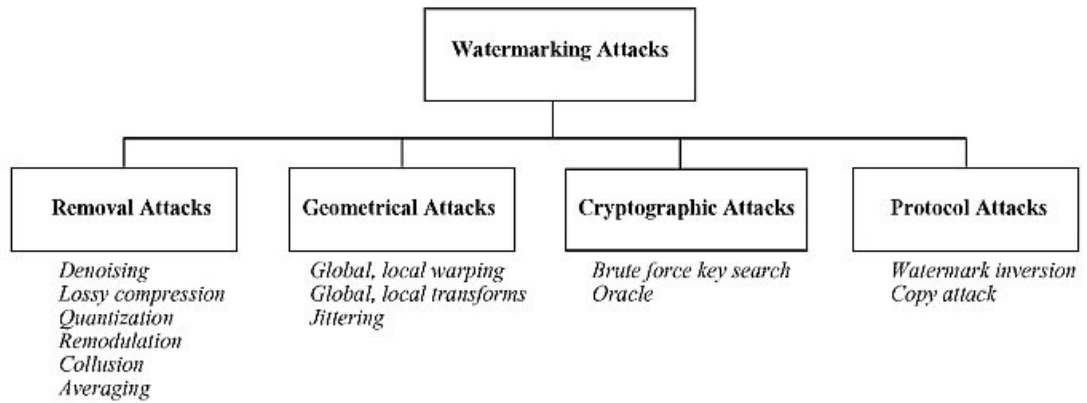 Watermarking Attacks
Removal Attacks
Denoising
Lossy compression
Quantization
Remodulation
Collusion
Averaging
Geometrical Attacks
Global, local warping
Global, local transforms
Jittering
Cryptographic Attacks
Brute force key search
Oracle
Protocol Attacks
Watermark inversion
Copy attack